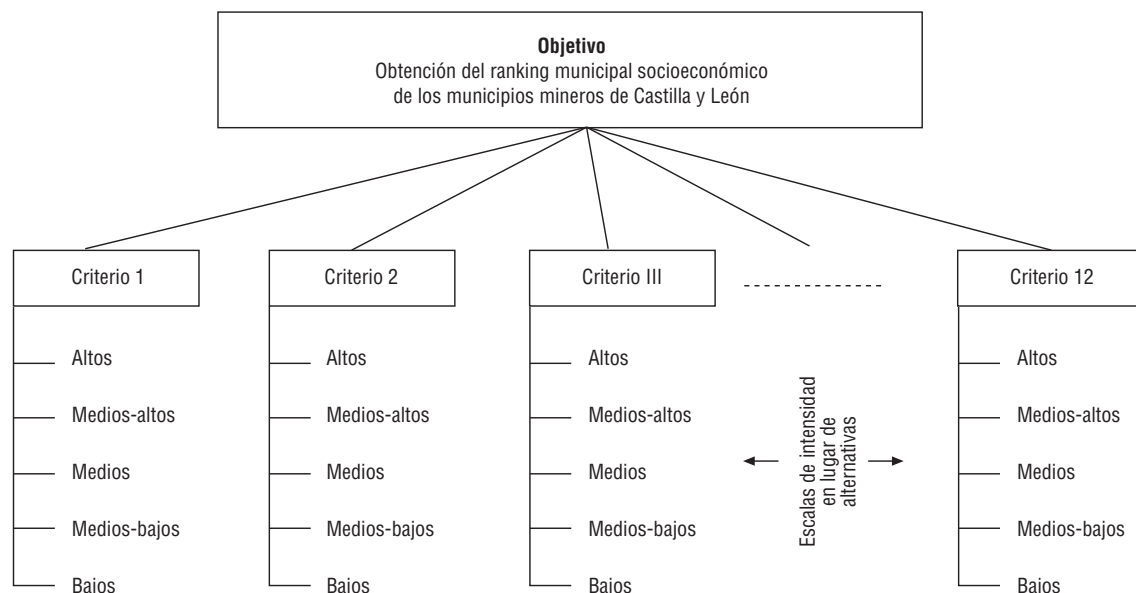 Objetivo
Obtención del ranking municipal socioeconómico
de los municipios mineros de Castilla y León
Criterio 1
Altos
Medios-altos
Medios
Medios-bajos
Bajos
Criterio 2
Altos
Medios-altos
Medios
Medios-bajos
Bajos
Criterio III
Altos
Medios-altos
Medios
Medios-bajos
Bajos
Escalas de intensidad
en lugar de
alternativas
Criterio 12
Altos
Medios-altos
Medios
Medios-bajos
Bajos